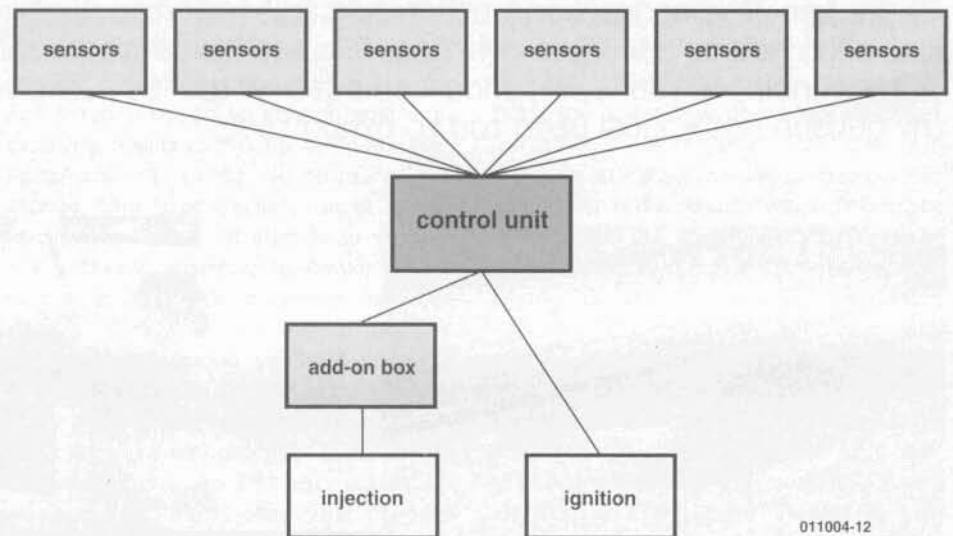 sensors sensors sensors sensors sensors sensors
control unit
add-on box
injection ignition
011004-12